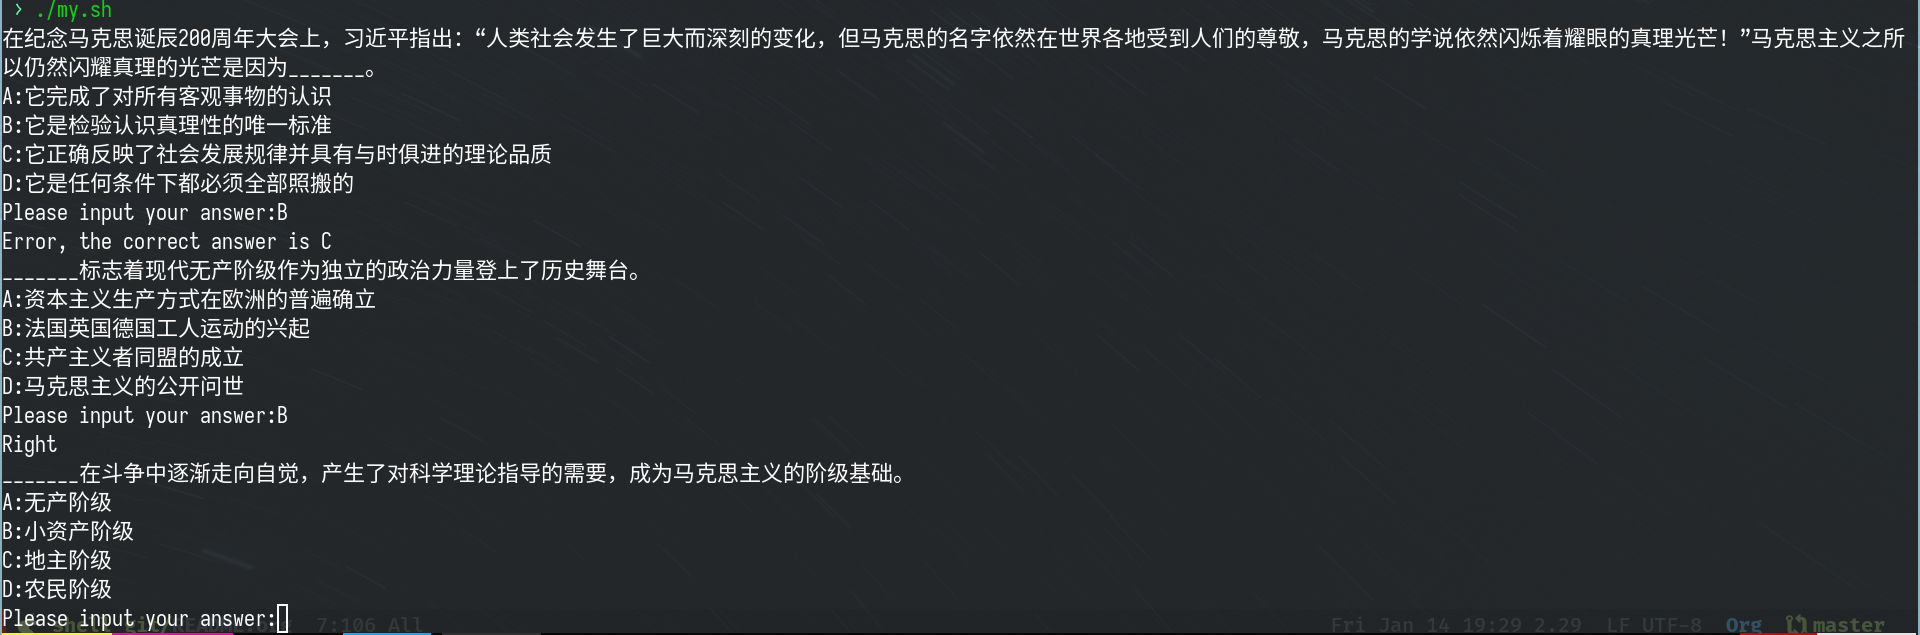 › ./my.sh
在纪念马克思诞辰200周年大会上，习近平指出：“人类社会发生了巨大而深刻的变化，但马克思的名字依然在世界各地受到人们的尊敬，马克思的学说依然闪烁着耀眼的真理光芒！”马克思主义之所
以仍然闪耀真理的光芒是因为_______。
A:它完成了对所有客观事物的认识
B:它是检验认识真理性的唯一标准
C:它正确反映了社会发展规律并具有与时俱进的理论品质
D:它是任何条件下都必须全部照搬的
Please input your answer:B
Error, the correct answer is C
_______标志着现代无产阶级作为独立的政治力量登上了历史舞台。
A:资本主义生产方式在欧洲的普遍确立
B:法国英国德国工人运动的兴起
C:共产主义者同盟的成立
D:马克思主义的公开问世
Please input your answer:B
Right
_______在斗争中逐渐走向自觉，产生了对科学理论指导的需要，成为马克思主义的阶级基础。
A:无产阶级
B:小资产阶级
C:地主阶级
D:农民阶级
Please input your answer:
7:106 All Fri Jan 14 19:29 2.29 LF UTF-8 Org master